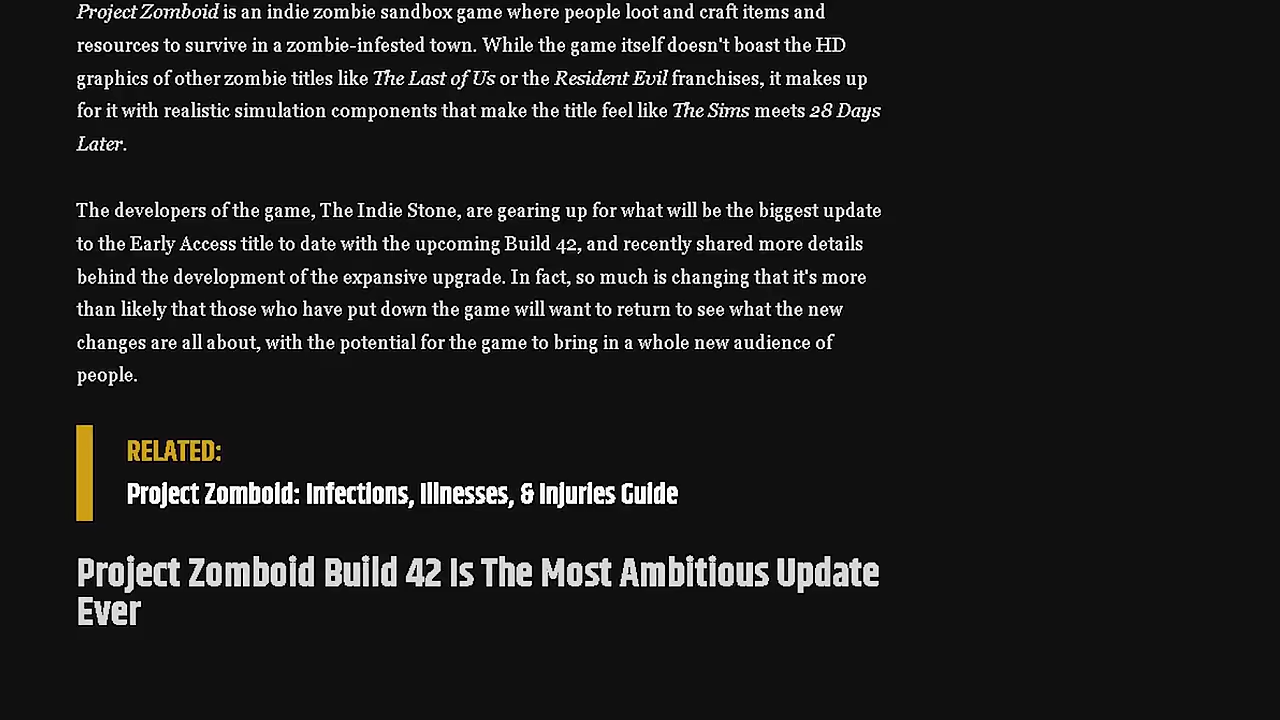 Project Zomboid is an indie zombie sandbox game where people loot and craft items and
resources to survive in a zombie-infested town. While the game itself doesn't boast the HD
graphics of other zombie titles like The Last of Us or the Resident Evil franchises, it makes up
for it with realistic simulation components that make the title feel like The Sims meets 28 Days
Later.
The developers of the game, The Indie Stone, are gearing up for what will be the biggest update
to the Early Access title to date with the upcoming Build 42, and recently shared more details
behind the development of the expansive upgrade. In fact, so much is changing that it's more
than likely that those who have put down the game will want to return to see what the new
changes are all about, with the potential for the game to bring in a whole new audience of
people.
RELATED:
Project Zomboid: Infections, Illnesses, & Injuries Guide
Project Zomboid Build 42 Is The Most Ambitious Update
Ever